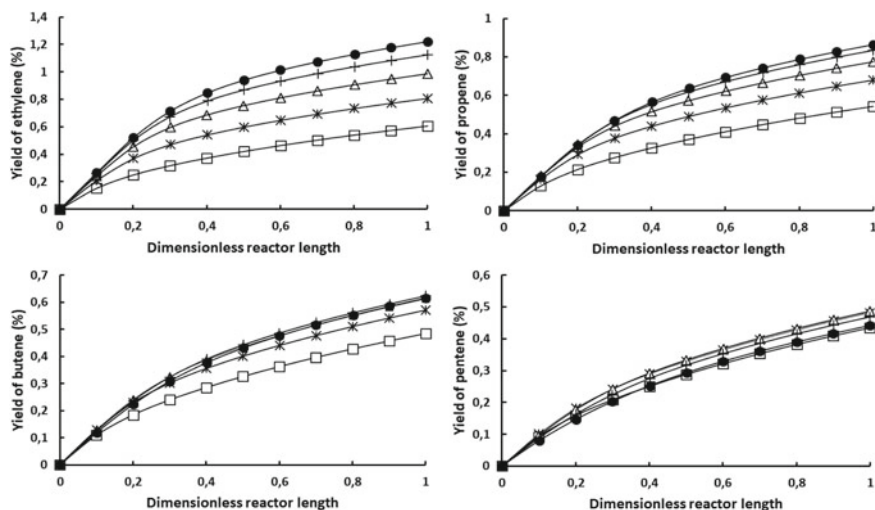 Yield of ethylene (%)
1,4
1,2
1
0,8
0,6
0,4
0,2
0
0 0,2 0,4 0,6 0,8 1
Dimensionless reactor length
Yield of propene (%)
1
0,8
0,6
0,4
0,2
0
0 0,2 0,4 0,6 0,8 1
Dimensionless reactor length
Yield of butene (%)
0,7
0,6
0,5
0,4
0,3
0,2
0,1
0
0 0,2 0,4 0,6 0,8 1
Dimensionless reactor length
Yield of pentene (%)
0,6
0,5
0,4
0,3
0,2
0,1
0
0 0,2 0,4 0,6 0,8 1
Dimensionless reactor length